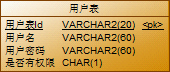 用户表
用户表Id VARCHAR2(20) <pk>
用户名 VARCHAR2(60)
用户密码 VARCHAR2(60)
是否有权限 CHAR(1)